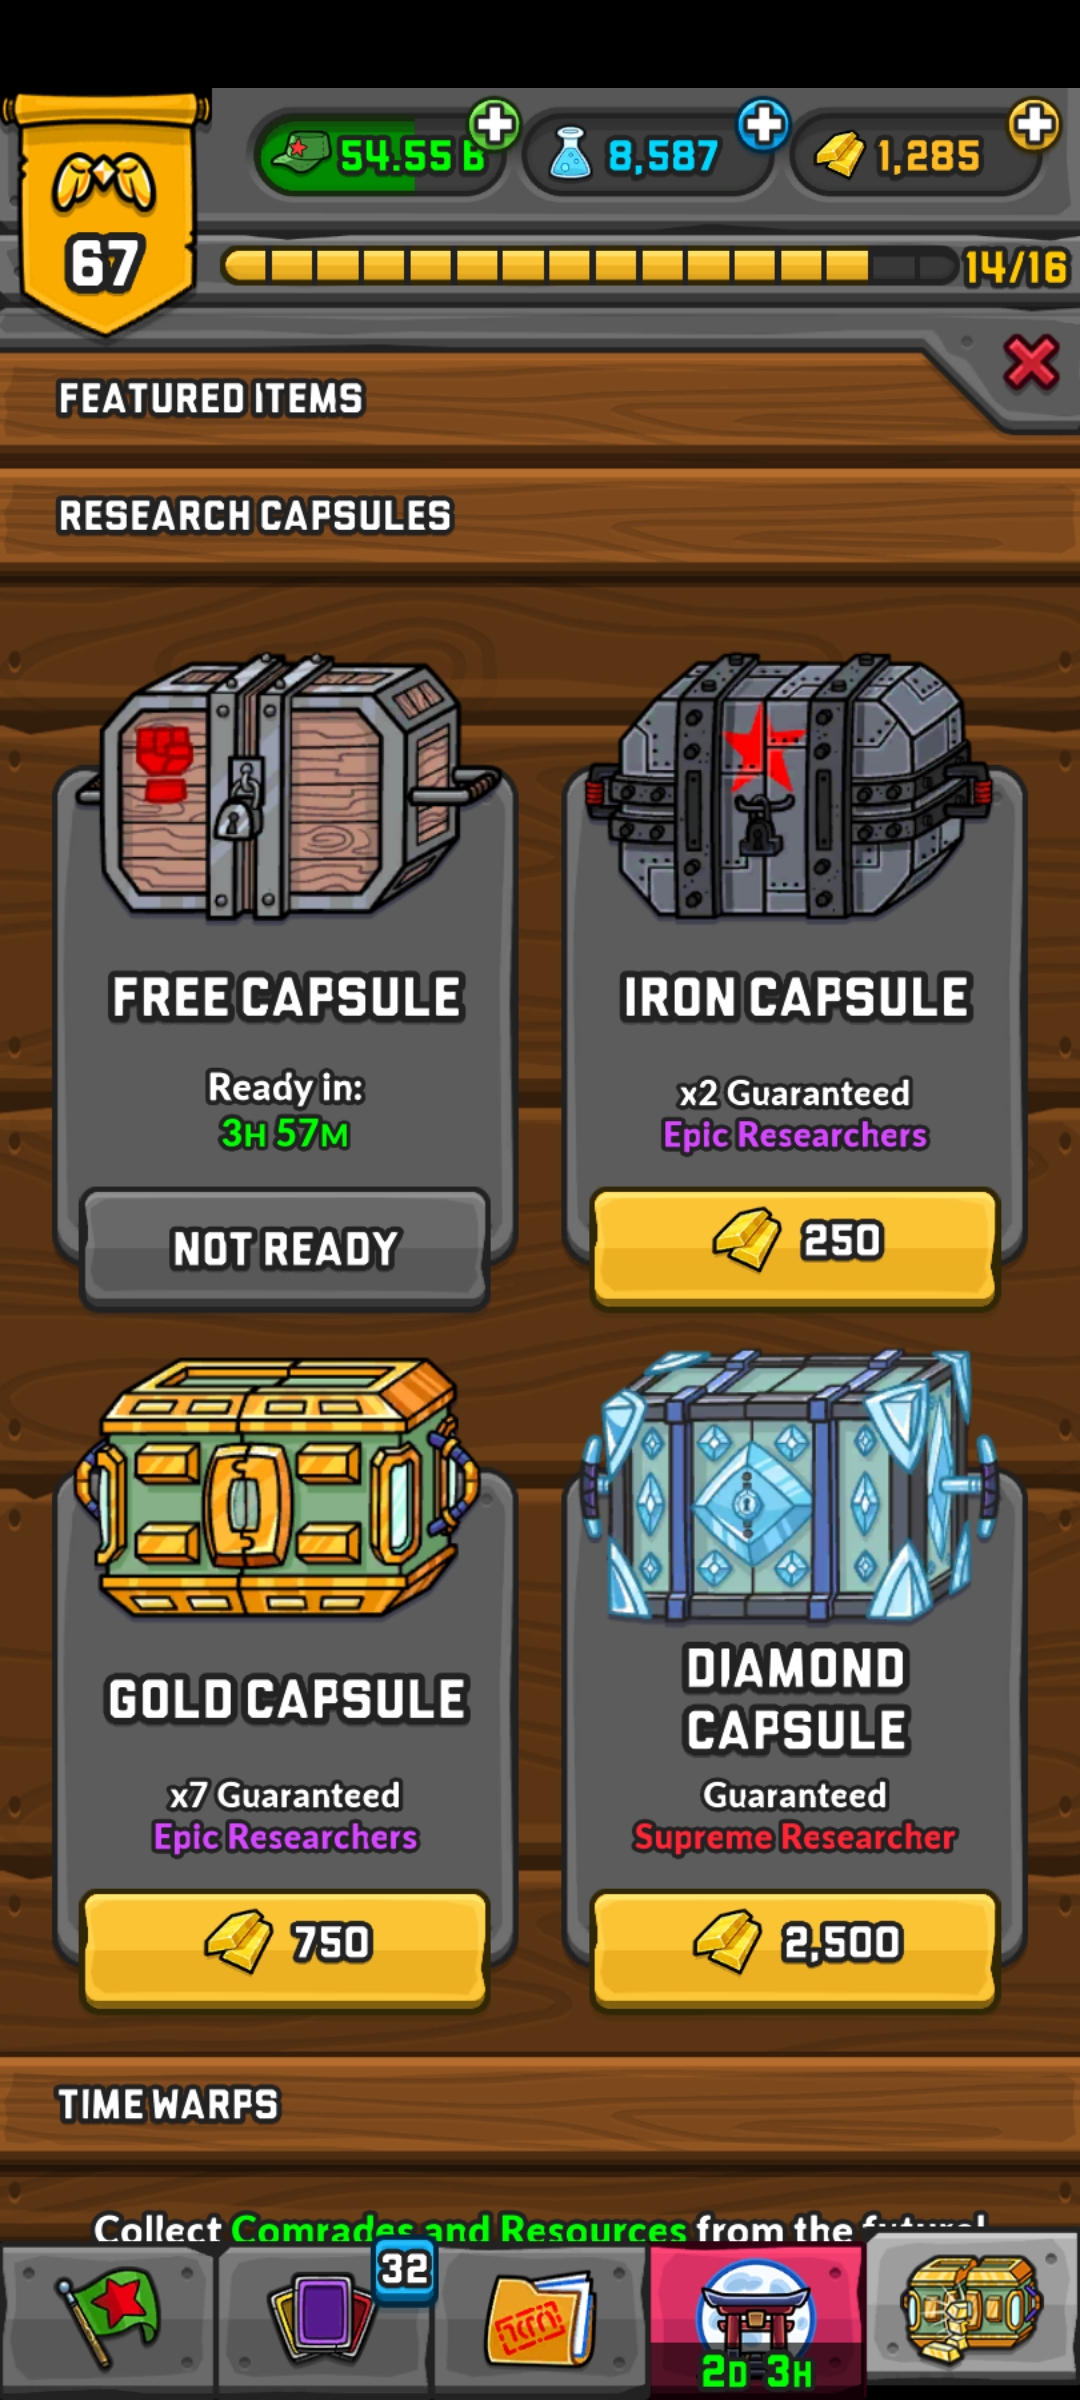 54.55 B
8,587
1,285
67
14/16
FEATURED ITEMS
RESEARCH CAPSULES
FREE CAPSULE
Ready in:
3H 57M
NOT READY
IRON CAPSULE
x2 Guaranteed
Epic Researchers
250
GOLD CAPSULE
x7 Guaranteed
Epic Researchers
750
DIAMOND
CAPSULE
Guaranteed
Supreme Researcher
2,500
TIME WARPS
Collect Comrades and Resources from the future!
32
2D 3H